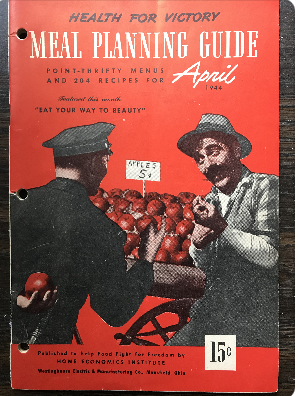 HEALTH FOR VICTORY
MEAL PLANNING GUIDE
POINT-THRIFTY MENUS
AND 204 RECIPES FOR
April
1944
Featured this month
"EAT YOUR WAY TO BEAUTY"
APPLES
5¢
Published to Help Food Fight for Freedom by
HOME ECONOMICS INSTITUTE
Westinghouse Electric & Manufacturing Co., Mansfield, Ohio
15¢